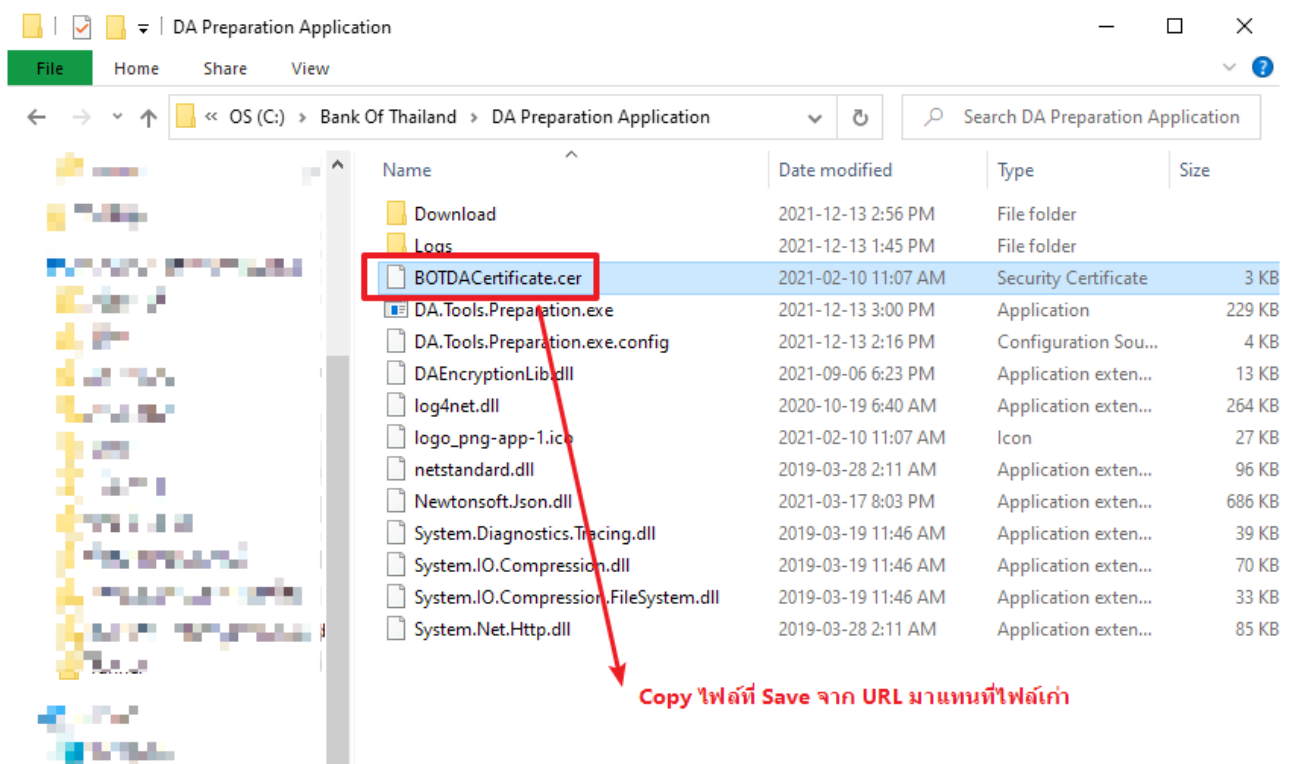 DA Preparation Application
File Home Share View
« OS (C:) › Bank Of Thailand › DA Preparation Application Search DA Preparation Application
Name Date modified Type Size
Download 2021-12-13 2:56 PM File folder
Logs 2021-12-13 1:45 PM File folder
BOTDACertificate.cer 2021-02-10 11:07 AM Security Certificate 3 KB
DA.Tools.Preparation.exe 2021-12-13 3:00 PM Application 229 KB
DA.Tools.Preparation.exe.config 2021-12-13 2:16 PM Configuration Sou... 4 KB
DAEncryptionLib.dll 2021-09-06 6:23 PM Application exten... 13 KB
log4net.dll 2020-10-19 6:40 AM Application exten... 264 KB
logo_png-app-1.ico 2021-02-10 11:07 AM Icon 27 KB
netstandard.dll 2019-03-28 2:11 AM Application exten... 96 KB
Newtonsoft.Json.dll 2021-03-17 8:03 PM Application exten... 686 KB
System.Diagnostics.Tracing.dll 2019-03-19 11:46 AM Application exten... 39 KB
System.IO.Compression.dll 2019-03-19 11:46 AM Application exten... 70 KB
System.IO.Compression.FileSystem.dll 2019-03-19 11:46 AM Application exten... 33 KB
System.Net.Http.dll 2019-03-28 2:11 AM Application exten... 85 KB
Copy ไฟล์ที่ Save จาก URL มาแทนที่ไฟล์เก่า